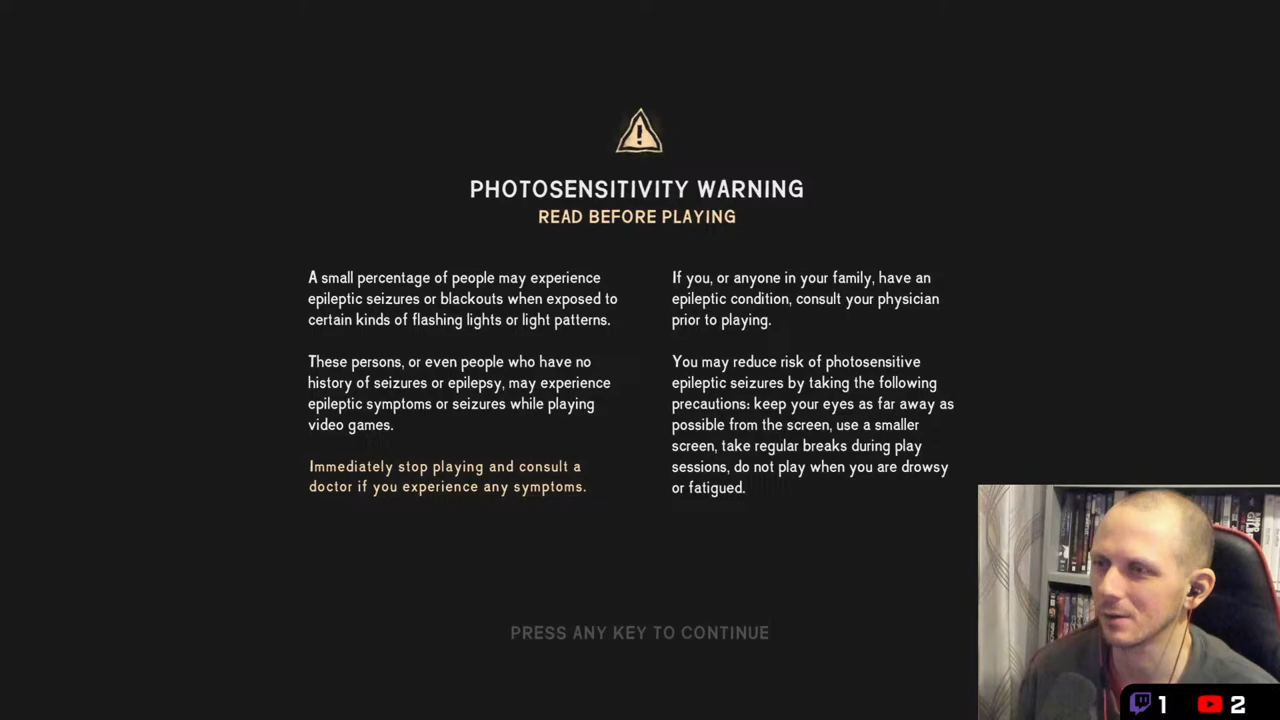 PHOTOSENSITIVITY WARNING
READ BEFORE PLAYING
A small percentage of people may experience
epileptic seizures or blackouts when exposed to
certain kinds of flashing lights or light patterns.
These persons, or even people who have no
history of seizures or epilepsy, may experience
epileptic symptoms or seizures while playing
video games.
Immediately stop playing and consult a
doctor if you experience any symptoms.
If you, or anyone in your family, have an
epileptic condition, consult your physician
prior to playing.
You may reduce risk of photosensitive
epileptic seizures by taking the following
precautions: keep your eyes as far away as
possible from the screen, use a smaller
screen, take regular breaks during play
sessions, do not play when you are drowsy
or fatigued.
PRESS ANY KEY TO CONTINUE
1 2